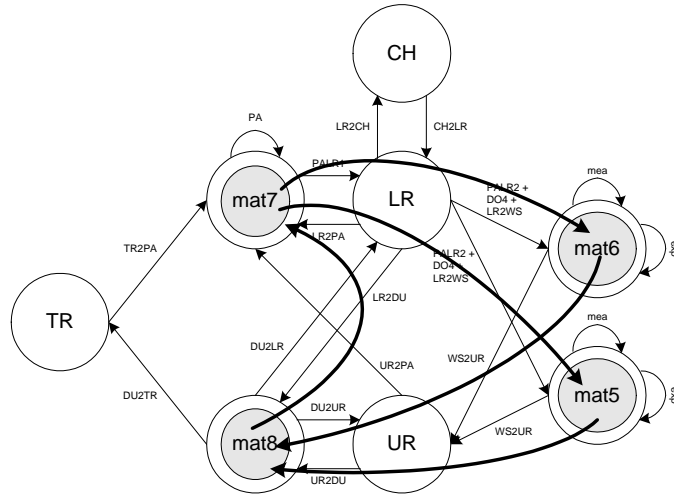 CH
PA
LR2CH
CH2LR
PALR1
mea
mat7
LR
PALR2 +
DO4 +
LR2WS
mat6
LR2PA
TR2PA
PALR2 +
DO4 +
LR2WS
LR2DU
mea
TR
DU2LR
UR2PA
WS2UR
mat5
DU2TR
DU2UR
WS2UR
mat8
UR
UR2DU